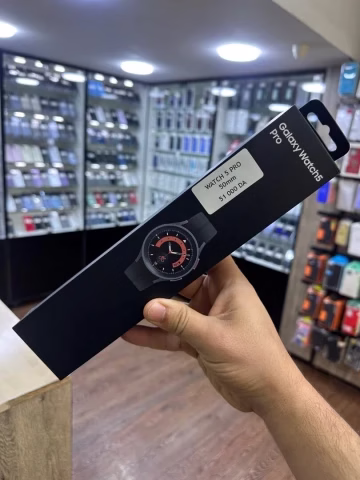 Galaxy Watch5
Pro
WATCH 5 PRO
50mm
51 000 DA